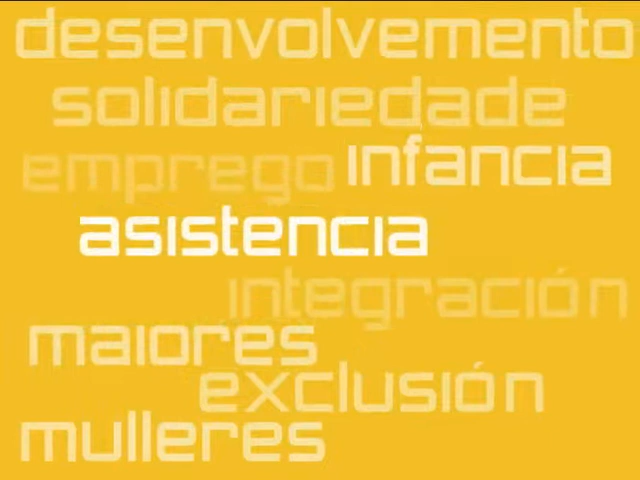 desenvolvemento
solidariedade
emprego infancia
asistencia
integración
maiores
exclusión
mulleres